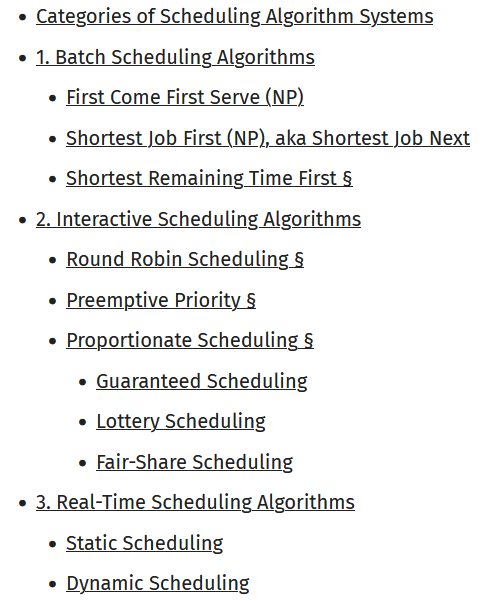 Categories of Scheduling Algorithm Systems
1. Batch Scheduling Algorithms
First Come First Serve (NP)
Shortest Job First (NP), aka Shortest Job Next
Shortest Remaining Time First §
2. Interactive Scheduling Algorithms
Round Robin Scheduling §
Preemptive Priority §
Proportionate Scheduling §
Guaranteed Scheduling
Lottery Scheduling
Fair-Share Scheduling
3. Real-Time Scheduling Algorithms
Static Scheduling
Dynamic Scheduling